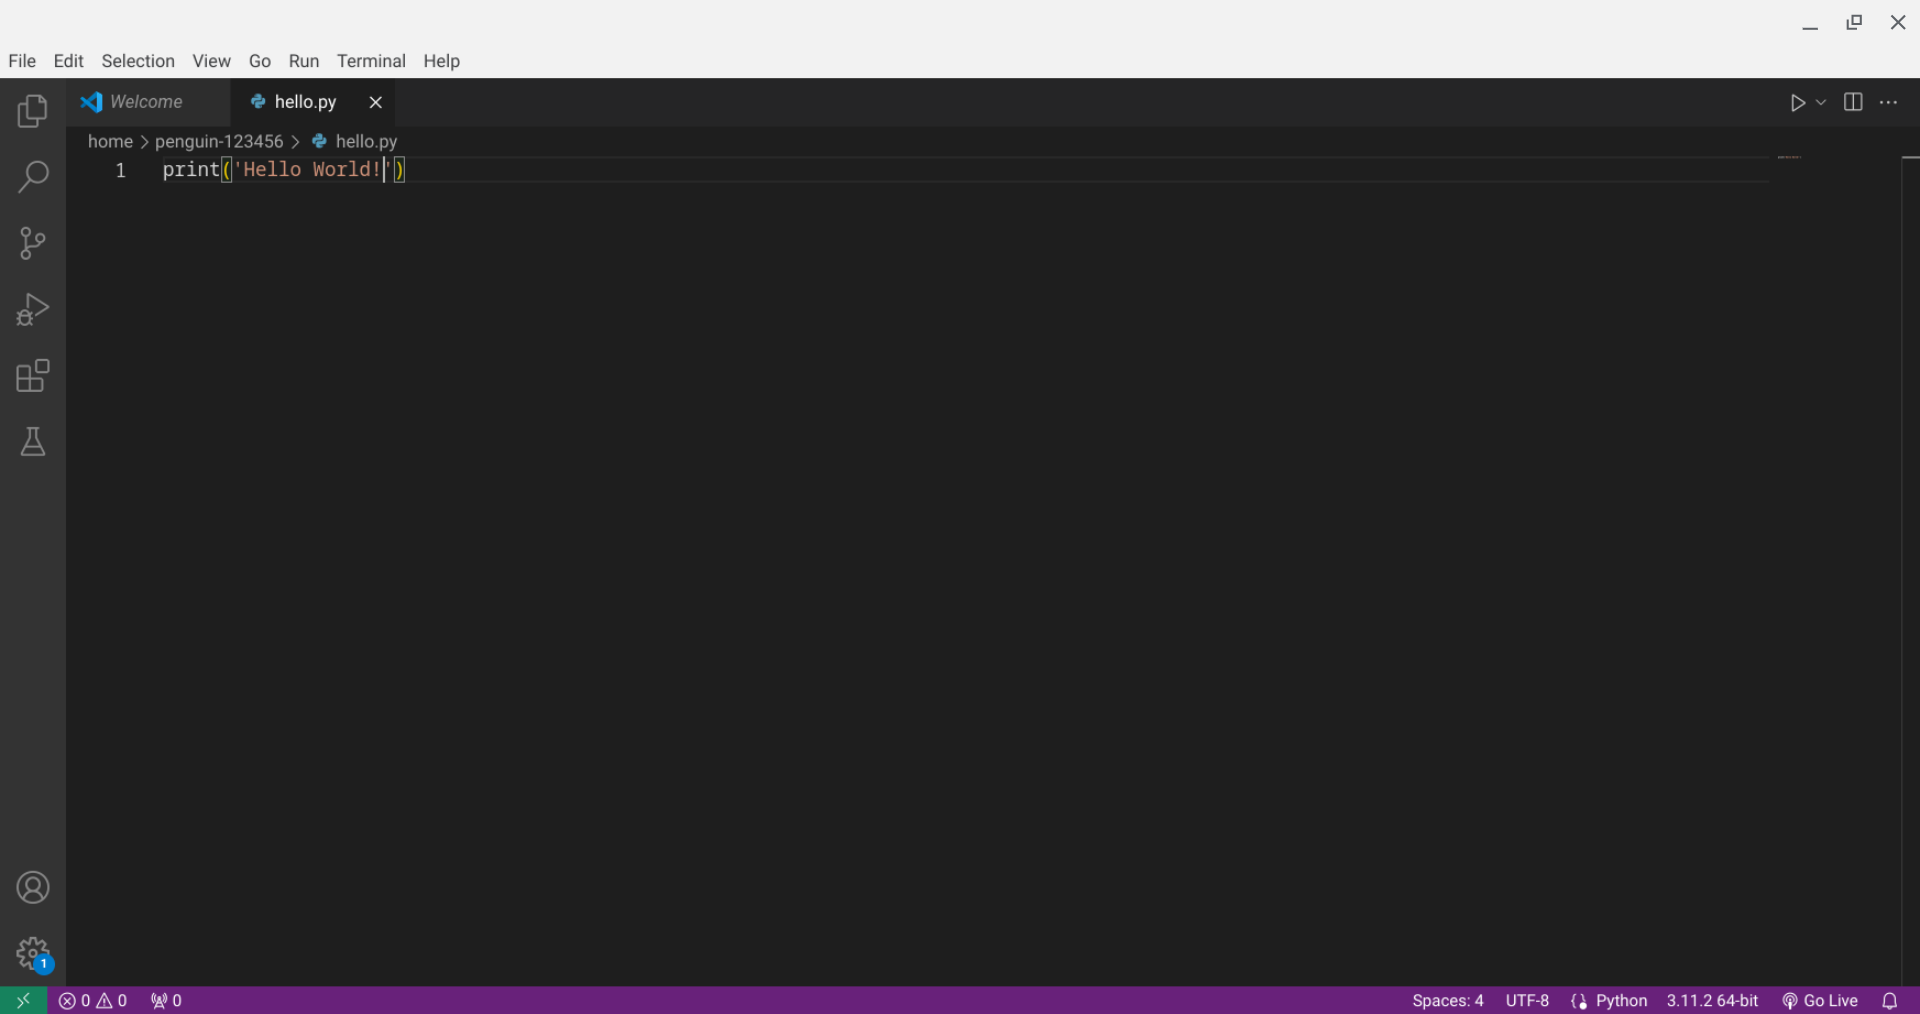 File Edit Selection View Go Run Terminal Help
Welcome hello.py
home > penguin-123456 > hello.py
1 print('Hello World!')
1
0 0 0 Spaces: 4 UTF-8 Python 3.11.2 64-bit Go Live